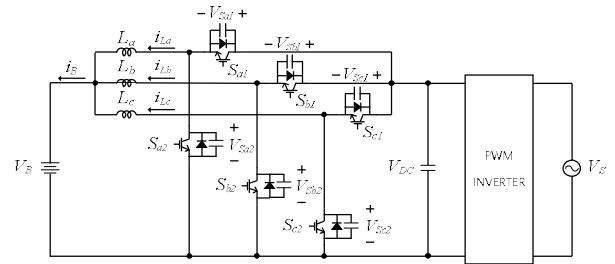 − V_Sa1 +
L_a
i_La
S_a1
− V_Sb1 +
i_B
L_b
i_Lb
S_b1
− V_Sc1 +
L_c
i_Lc
S_c1
S_a2
+
V_Sa2
−
V_B
S_b2
+
V_Sb2
−
V_DC
PWM
INVERTER
V_S
S_c2
+
V_Sc2
−